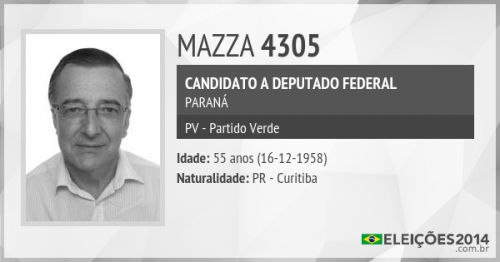 MAZZA 4305
CANDIDATO A DEPUTADO FEDERAL
PARANÁ
PV - Partido Verde
Idade: 55 anos (16-12-1958)
Naturalidade: PR - Curitiba
ELEIÇÕES2014
.com.br